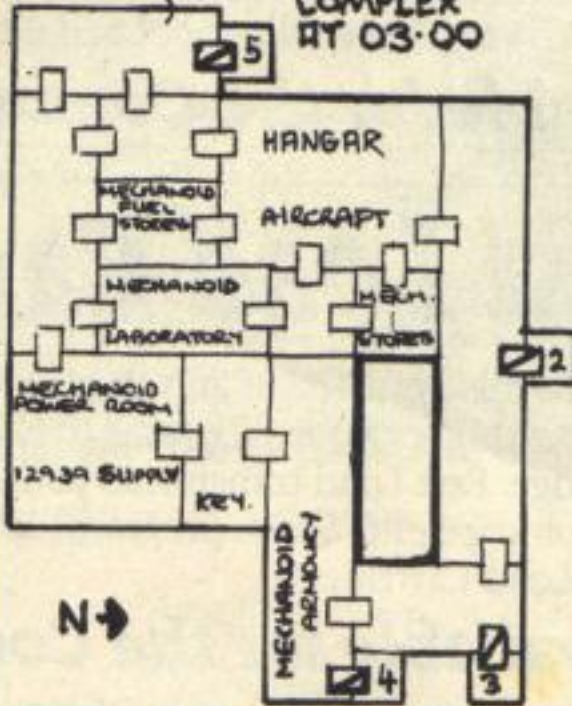 COMPLEX
AT 03·00
5
HANGAR
MECHANOID
FUEL
STORES
AIRCRAFT
MECHANOID
LABORATORY
MECH.
STORES
2
MECHANOID
POWER ROOM
12939 SUPPLY
KEY.
MECHANOID
ARMOURY
N
4
3